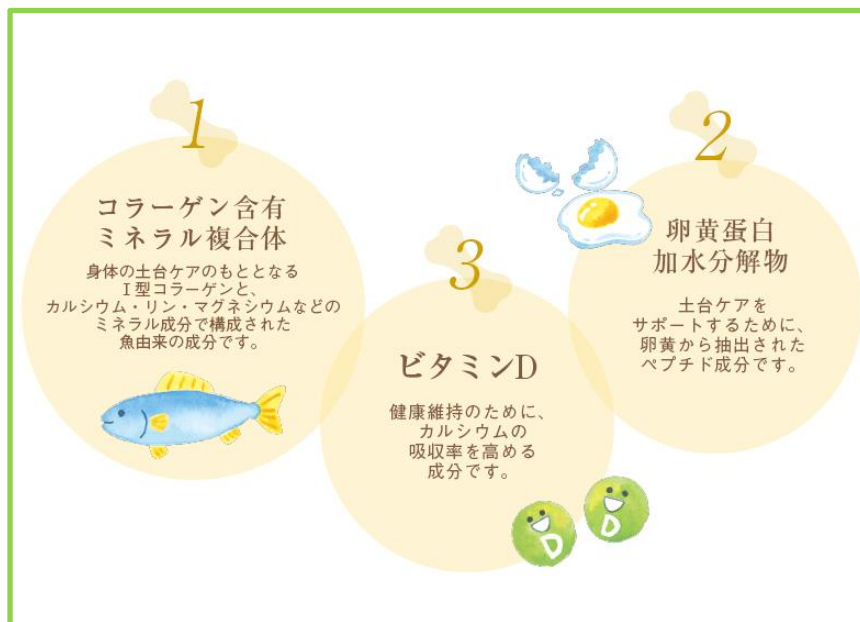 1
コラーゲン含有
ミネラル複合体
身体の土台ケアのもととなる
I型コラーゲンと、
カルシウム・リン・マグネシウムなどの
ミネラル成分で構成された
魚由来の成分です。
2
卵黄蛋白
加水分解物
土台ケアを
サポートするために、
卵黄から抽出された
ペプチド成分です。
3
ビタミンD
健康維持のために、
カルシウムの
吸収率を高める
成分です。
D
D